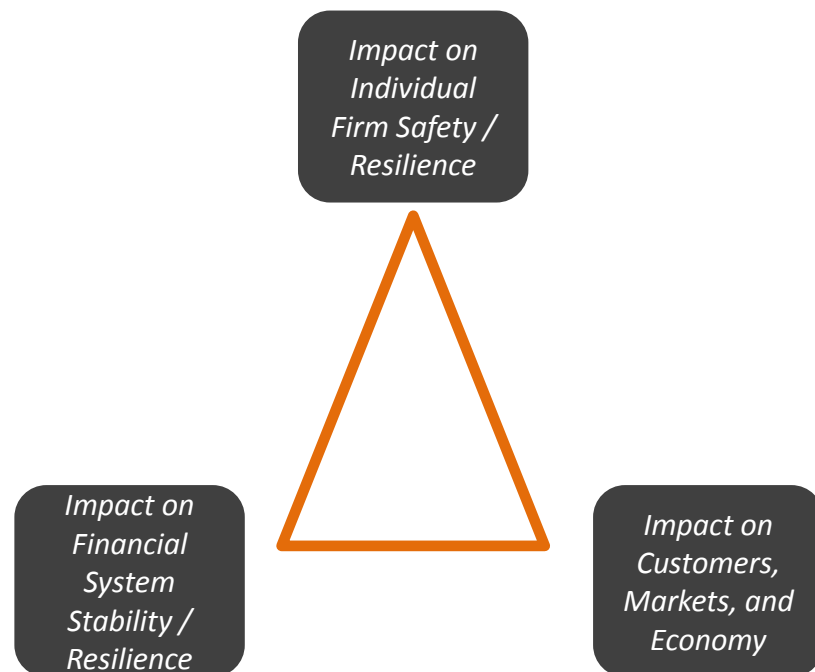 Impact on
Individual
Firm Safety /
Resilience
Impact on
Financial
System
Stability /
Resilience
Impact on
Customers,
Markets, and
Economy